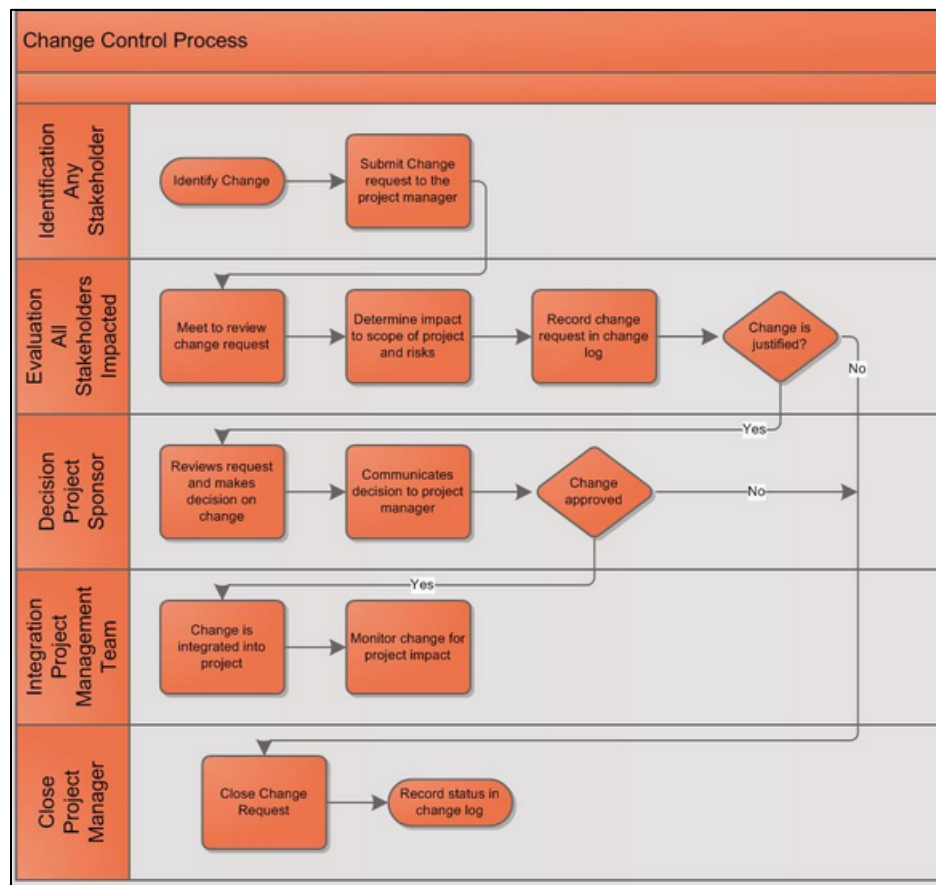 Change Control Process
Identification
Any
Stakeholder
Identify Change
Submit Change
request to the
project manager
Evaluation
All
Stakeholders
Impacted
Meet to review
change request
Determine impact
to scope of project
and risks
Record change
request in change
log
Change is
justified?
No
Yes
Decision
Project
Sponsor
Reviews request
and makes
decision on
change
Communicates
decision to project
manager
Change
approved
No
Yes
Integration
Project
Management
Team
Change is
integrated into
project
Monitor change for
project impact
Close
Project
Manager
Close Change
Request
Record status in
change log